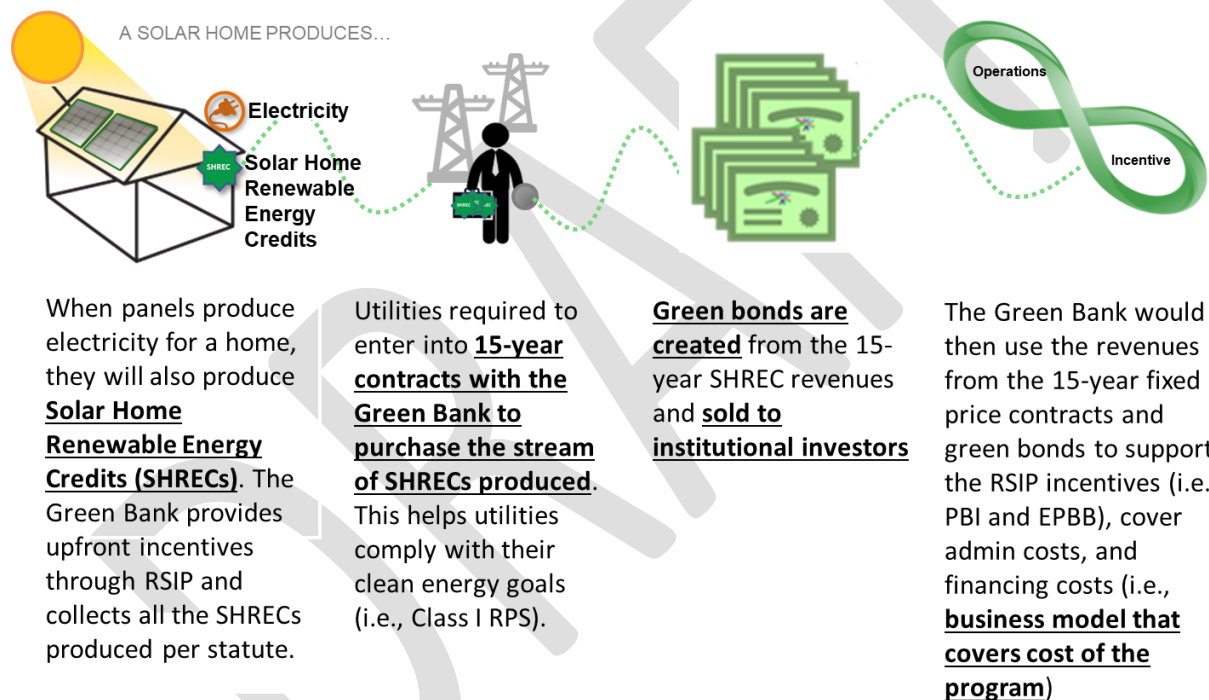 A SOLAR HOME PRODUCES...
Electricity
SHREC
Solar Home
Renewable
Energy
Credits
SHREC
Operations
Incentive
When panels produce
electricity for a home,
they will also produce
Solar Home
Renewable Energy
Credits (SHRECs). The
Green Bank provides
upfront incentives
through RSIP and
collects all the SHRECs
produced per statute.
Utilities required to
enter into 15-year
contracts with the
Green Bank to
purchase the stream
of SHRECs produced.
This helps utilities
comply with their
clean energy goals
(i.e., Class I RPS).
Green bonds are
created from the 15-
year SHREC revenues
and sold to
institutional investors
The Green Bank would
then use the revenues
from the 15-year fixed
price contracts and
green bonds to support
the RSIP incentives (i.e.
PBI and EPBB), cover
admin costs, and
financing costs (i.e.,
business model that
covers cost of the
program)
DRAFT